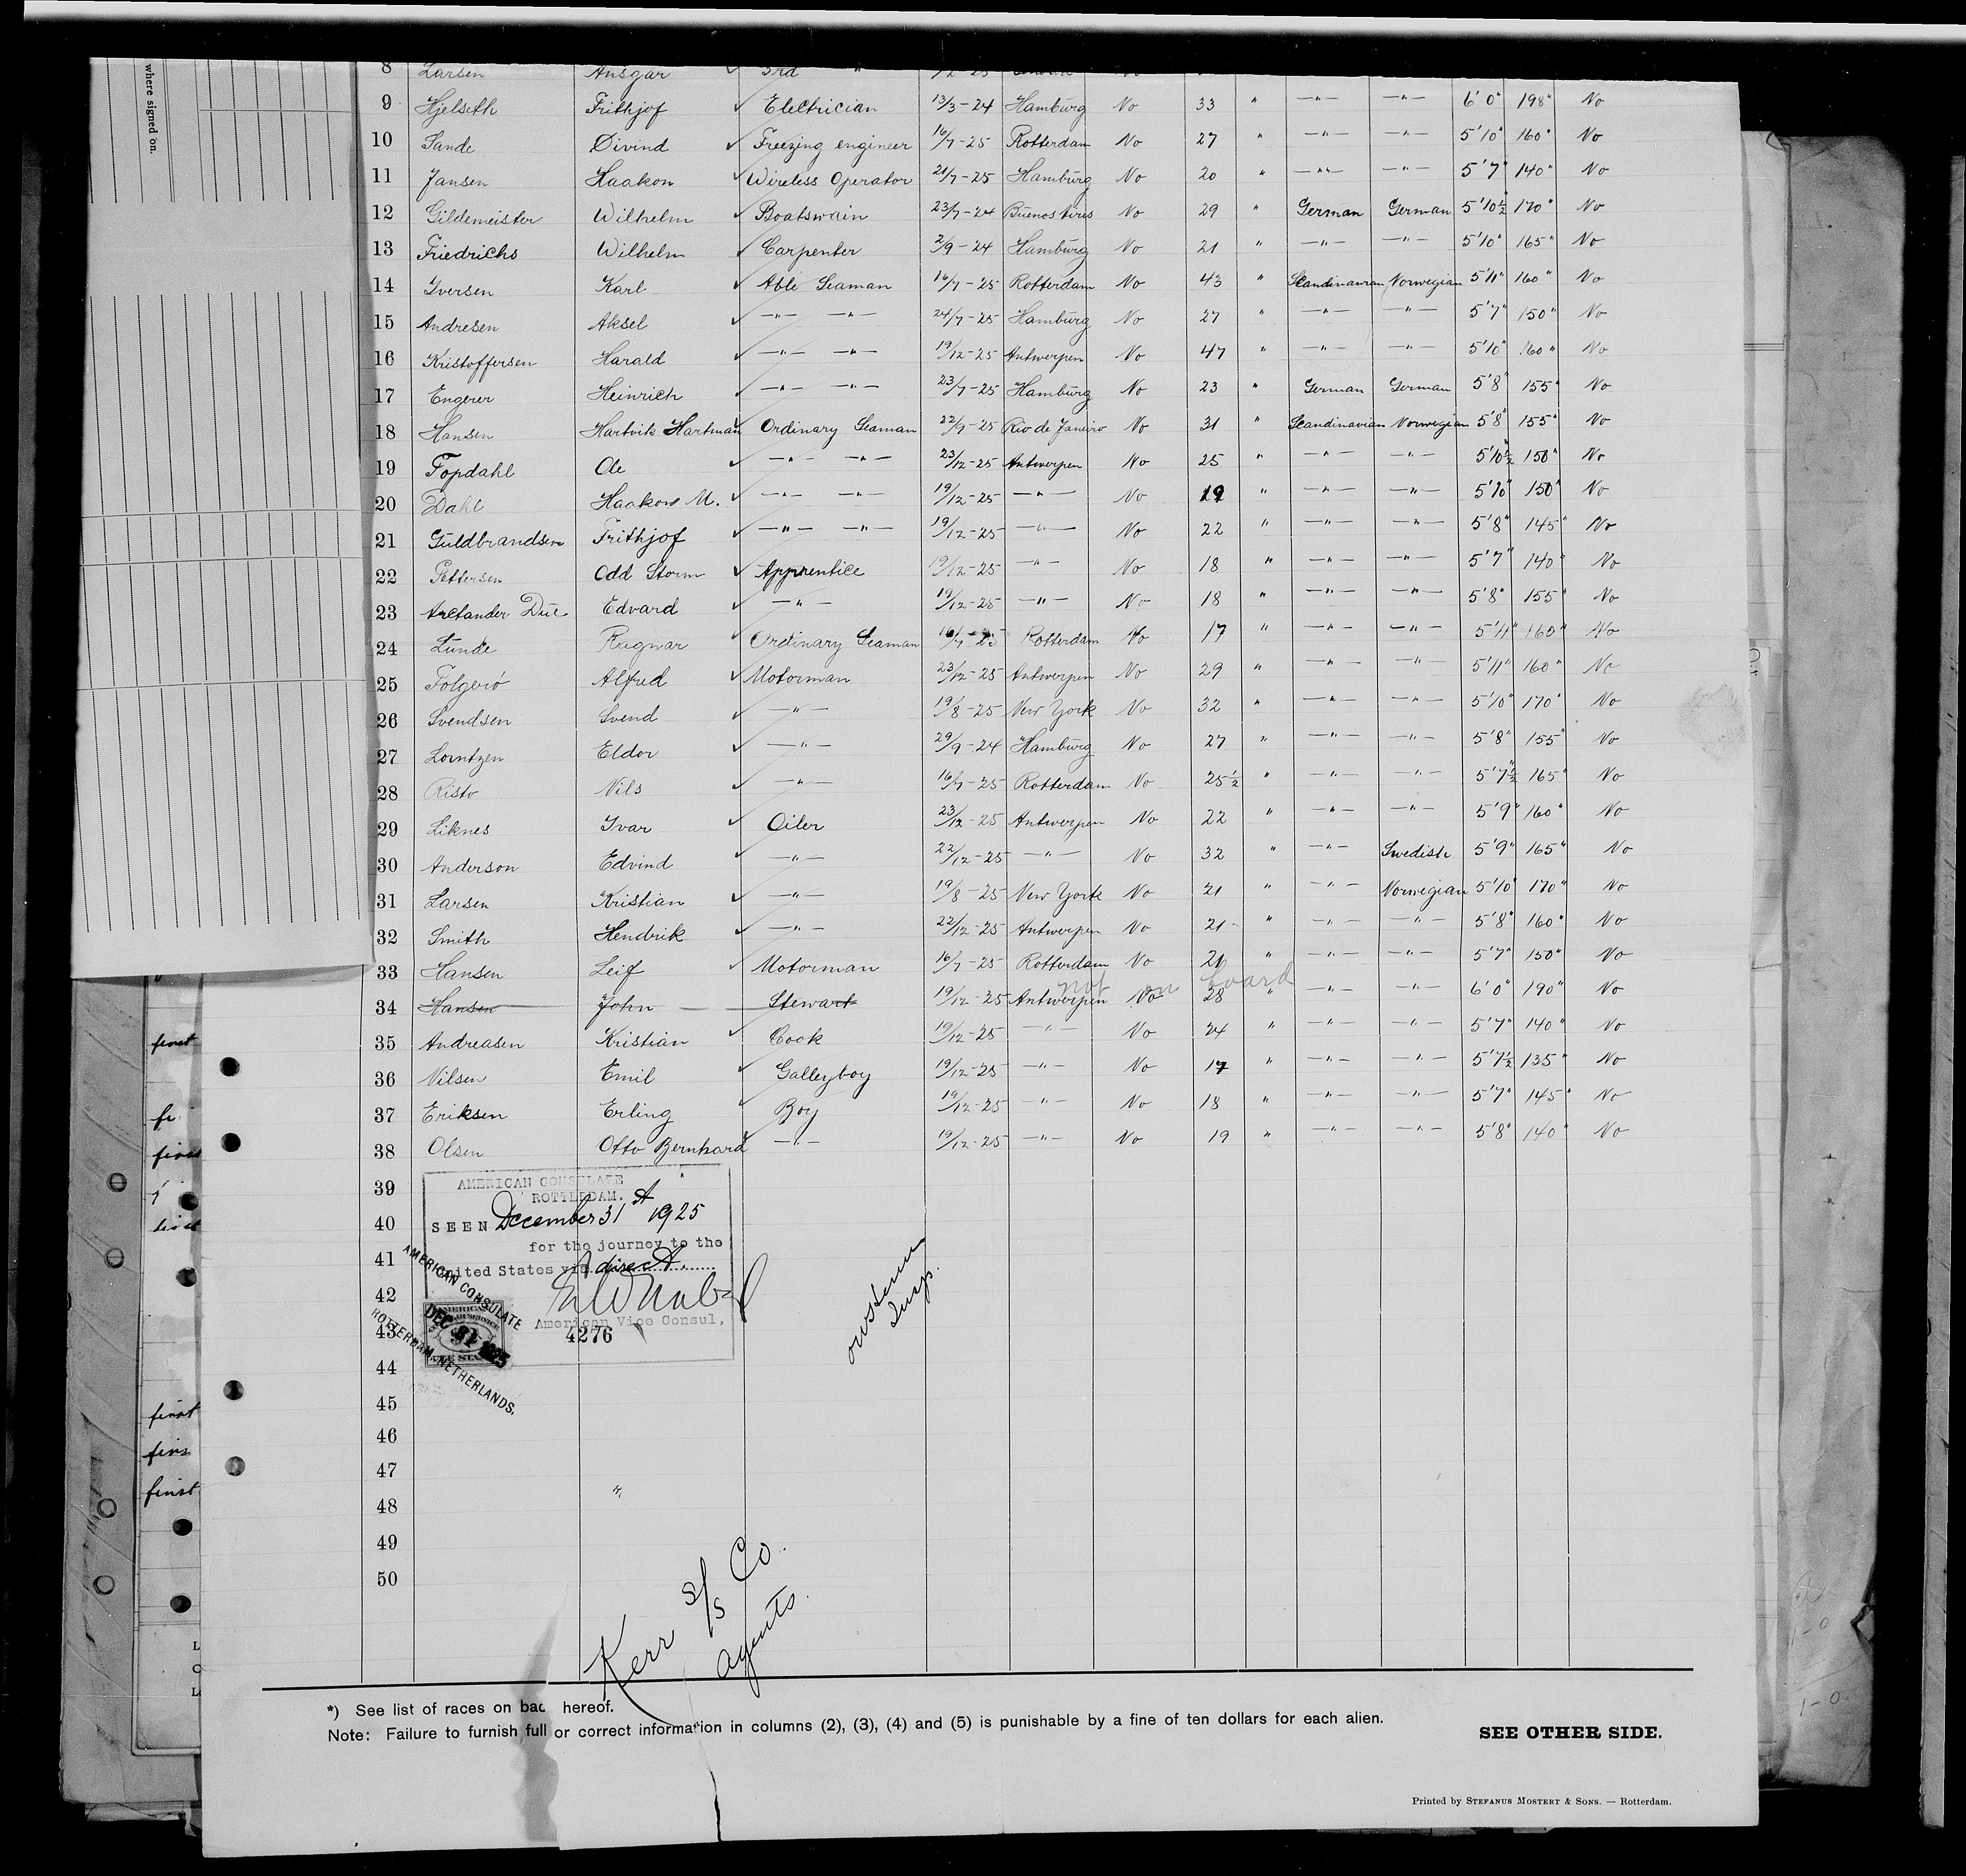 where signed on.
8 Larsen Ansgar ✓ 3rd "
9 Hjelseth Frithjof ✓ Electrician 13/3-24 Hamburg No 33 " —"— —"— 6'0" 198" No
10 Sande Øivind ✓ Freezing engineer 16/7-25 Rotterdam No 27 " —"— —"— 5'10" 160" No
11 Jansen Haakon ✓ Wireless Operator 21/7-25 Hamburg No 20 " —"— —"— 5'7" 140" No
12 Gildemeister Wilhelm ✓ Boatswain 23/7-24 Buenos Aires No 29 " German German 5'10½ 170" No
13 Friedrichs Wilhelm ✓ Carpenter 2/9-24 Hamburg No 21 " —"— —"— 5'10" 165" No
14 Iversen Karl ✓ Able Seaman 16/7-25 Rotterdam No 43 " Scandinavian Norwegian 5'11" 160" No
15 Andresen Aksel ✓ —"— —"— 24/7-25 Hamburg No 27 " —"— —"— 5'7" 150" No
16 Kristoffersen Harald ✓ —"— —"— 19/12-25 Antwerpen No 47 " —"— —"— 5'10" 160" No
17 Engerer Heinrich ✓ —"— —"— 23/7-25 Hamburg No 23 " German German 5'8" 155" No
18 Hansen Hartvik Hartman ✓ Ordinary Seaman 22/9-25 Rio de Janeiro No 31 " Scandinavian Norwegian 5'8" 155" No
19 Topdahl Ole ✓ —"— —"— 23/12-25 Antwerpen No 25 " —"— —"— 5'10½ 150" No
20 Dahl Haakon M. ✓ —"— —"— 19/12-25 —"— No 19 " —"— —"— 5'10" 150" No
21 Guldbrandsen Frithjof ✓ —"— —"— 19/12-25 —"— No 22 " —"— —"— 5'8" 145" No
22 Pettersen Odd Storm ✓ Apprentice 19/12-25 —"— No 18 " —"— —"— 5'7" 140" No
23 Arctander Due Edvard ✓ —"— 19/12-25 —"— No 18 " —"— —"— 5'8" 155" No
24 Lunde Ragnar ✓ Ordinary Seaman 16/7-25 Rotterdam No 17 " —"— —"— 5'11" 160" No
25 Folgerö Alfred ✓ Motorman 23/12-25 Antwerpen No 29 " —"— —"— 5'11" 160" No
26 Svendsen Svend ✓ —"— 19/8-25 New York No 32 " —"— —"— 5'10" 170" No
27 Lorntzen Eldor ✓ —"— 29/9-24 Hamburg No 27 " —"— —"— 5'8" 155" No
28 Risto Nils ✓ —"— 16/7-25 Rotterdam No 25½ " —"— —"— 5'7½" 165" No
29 Liknes Ivar ✓ Oiler 23/12-25 Antwerpen No 22 " —"— —"— 5'9" 160" No
30 Anderson Edvind ✓ —"— 22/12-25 —"— No 32 " —"— Swedish 5'9" 165" No
31 Larsen Kristian ✓ —"— 19/8-25 New York No 21 " —"— Norwegian 5'10" 170" No
32 Smith Hendrik ✓ —"— 22/12-25 Antwerpen No 21 " —"— —"— 5'8" 160" No
33 Hansen Leif ✓ Motorman 16/7-25 Rotterdam No 21 " —"— —"— 5'7" 150" No
not on board
34 Hansen John Stewart 19/12-25 Antwerpen No 28 " —"— —"— 6'0" 190" No
35 Andreasen Kristian ✓ Cook 19/12-25 —"— No 24 " —"— —"— 5'7" 140" No
36 Nilsen Emil ✓ Galleyboy 19/12-25 —"— No 17 " —"— —"— 5'7½ 135" No
37 Eriksen Erling ✓ Boy 19/12-25 —"— No 18 " —"— —"— 5'7" 145" No
38 Olsen Otto Bernhard ✓ —"— 19/12-25 —"— No 19 " —"— —"— 5'8" 140" No
39
40
41
42
43
44
45
46
47
48
49
50
AMERICAN CONSULATE
ROTTERDAM.
SEEN December 31st 1925
for the journey to the
United States via direct.
American Vice Consul,
4276
AMERICAN CONSULATE
DEC 31 1925
ROTTERDAM, NETHERLANDS.
Insp.
Kerr S/S Co.
agents.
first
first
first
first
*) See list of races on back hereof.
Note: Failure to furnish full or correct information in columns (2), (3), (4) and (5) is punishable by a fine of ten dollars for each alien.
SEE OTHER SIDE.
Printed by STEFANUS MOSTERT & SONS. — Rotterdam.